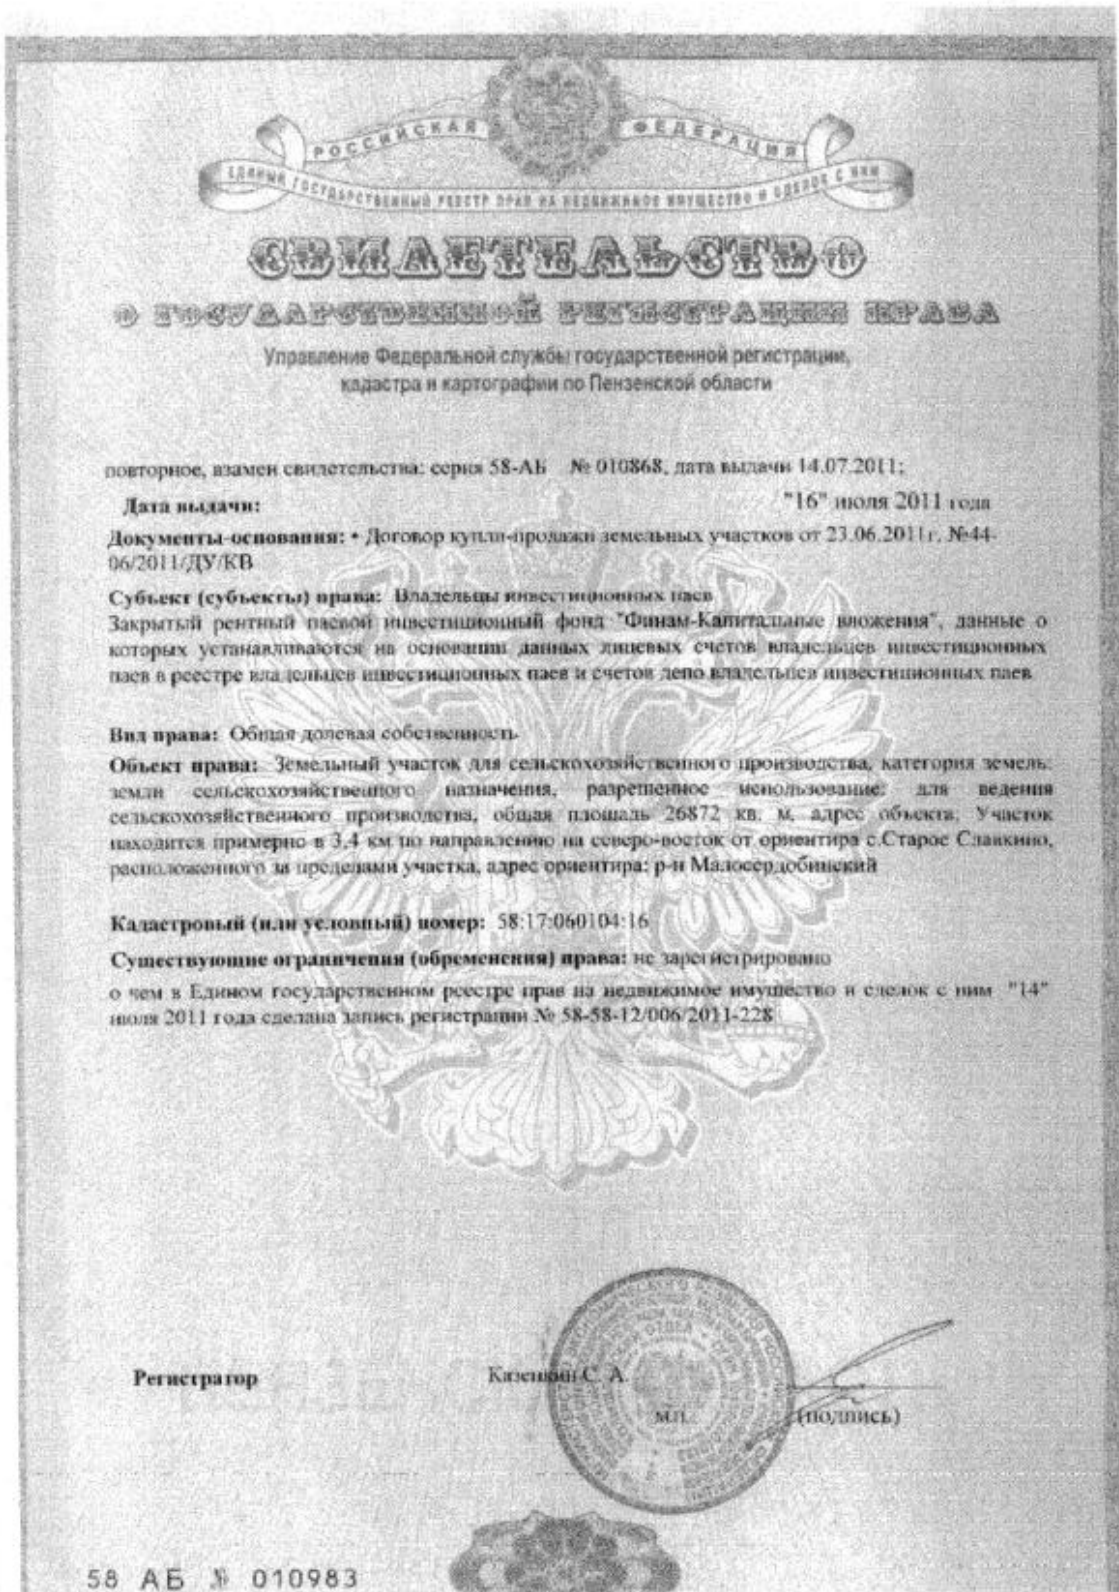 РОССИЙСКАЯ ФЕДЕРАЦИЯ
ЕДИНЫЙ ГОСУДАРСТВЕННЫЙ РЕЕСТР ПРАВ НА НЕДВИЖИМОЕ ИМУЩЕСТВО И СДЕЛОК С НИМ
СВИДЕТЕЛЬСТВО
О ГОСУДАРСТВЕННОЙ РЕГИСТРАЦИИ ПРАВА
Управление Федеральной службы государственной регистрации,
кадастра и картографии по Пензенской области
повторное, взамен свидетельства: серия 58-АБ № 010868, дата выдачи 14.07.2011;
Дата выдачи: "16" июля 2011 года
Документы-основания: • Договор купли-продажи земельных участков от 23.06.2011г. №44-
06/2011/ДУ/КВ
Субъект (субъекты) права: Владельцы инвестиционных паев
Закрытый рентный паевой инвестиционный фонд "Финам-Капитальные вложения", данные о
которых устанавливаются на основании данных лицевых счетов владельцев инвестиционных
паев в реестре владельцев инвестиционных паев и счетов депо владельцев инвестиционных паев
Вид права: Общая долевая собственность
Объект права: Земельный участок для сельскохозяйственного производства, категория земель:
земли сельскохозяйственного назначения, разрешенное использование: для ведения
сельскохозяйственного производства, общая площадь 26872 кв. м, адрес объекта: Участок
находится примерно в 3,4 км по направлению на северо-восток от ориентира с.Старое Славкино,
расположенного за пределами участка, адрес ориентира: р-н Малосердобинский
Кадастровый (или условный) номер: 58:17:060104:16
Существующие ограничения (обременения) права: не зарегистрировано
о чем в Едином государственном реестре прав на недвижимое имущество и сделок с ним "14"
июля 2011 года сделана запись регистрации № 58-58-12/006/2011-228
Регистратор Казенкин С. А.
м.п. (подпись)
58 АБ № 010983